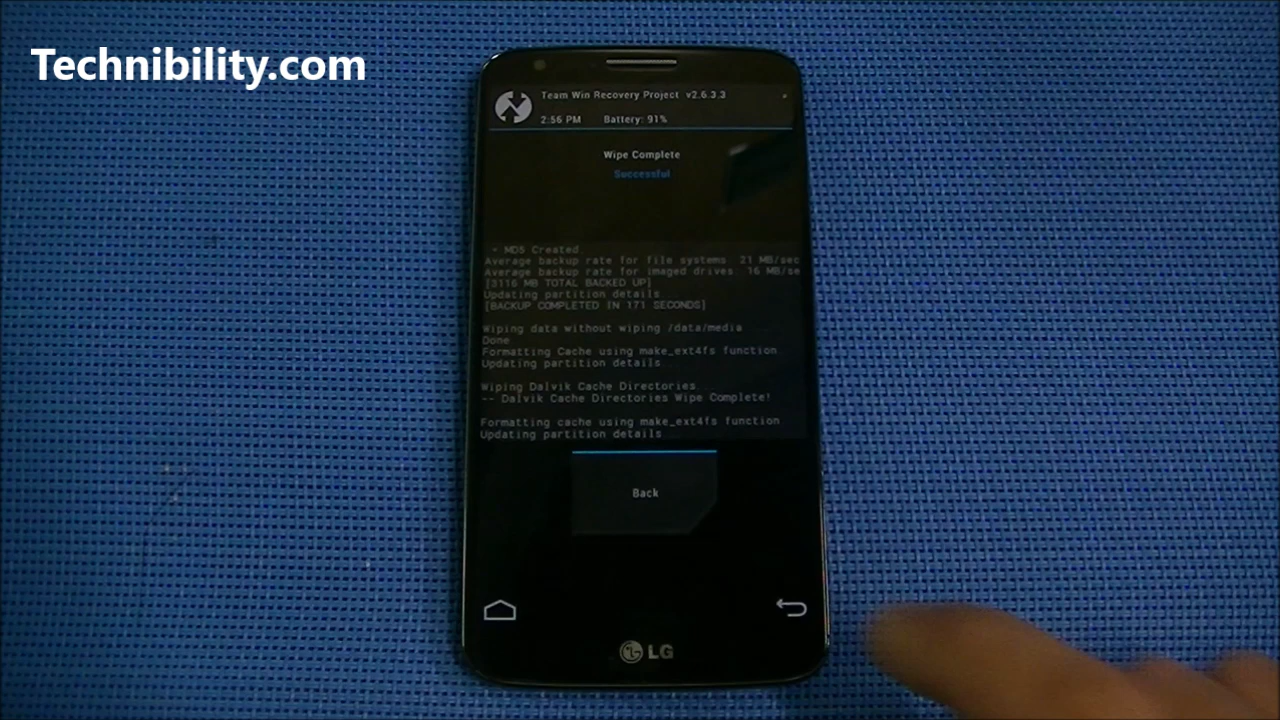 Technibility.com
Team Win Recovery Project v2.6.3.3
2:56 PM Battery: 91%
Wipe Complete
Successful
• MD5 Created
Average backup rate for file systems: 21 MB/sec
Average backup rate for imaged drives: 16 MB/se
[3116 MB TOTAL BACKED UP]
Updating partition details
[BACKUP COMPLETED IN 171 SECONDS]
Wiping data without wiping /data/media
Done
Formatting Cache using make_ext4fs function
Updating partition details
Wiping Dalvik Cache Directories
-- Dalvik Cache Directories Wipe Complete!
Formatting cache using make_ext4fs function
Updating partition details
Back
LG